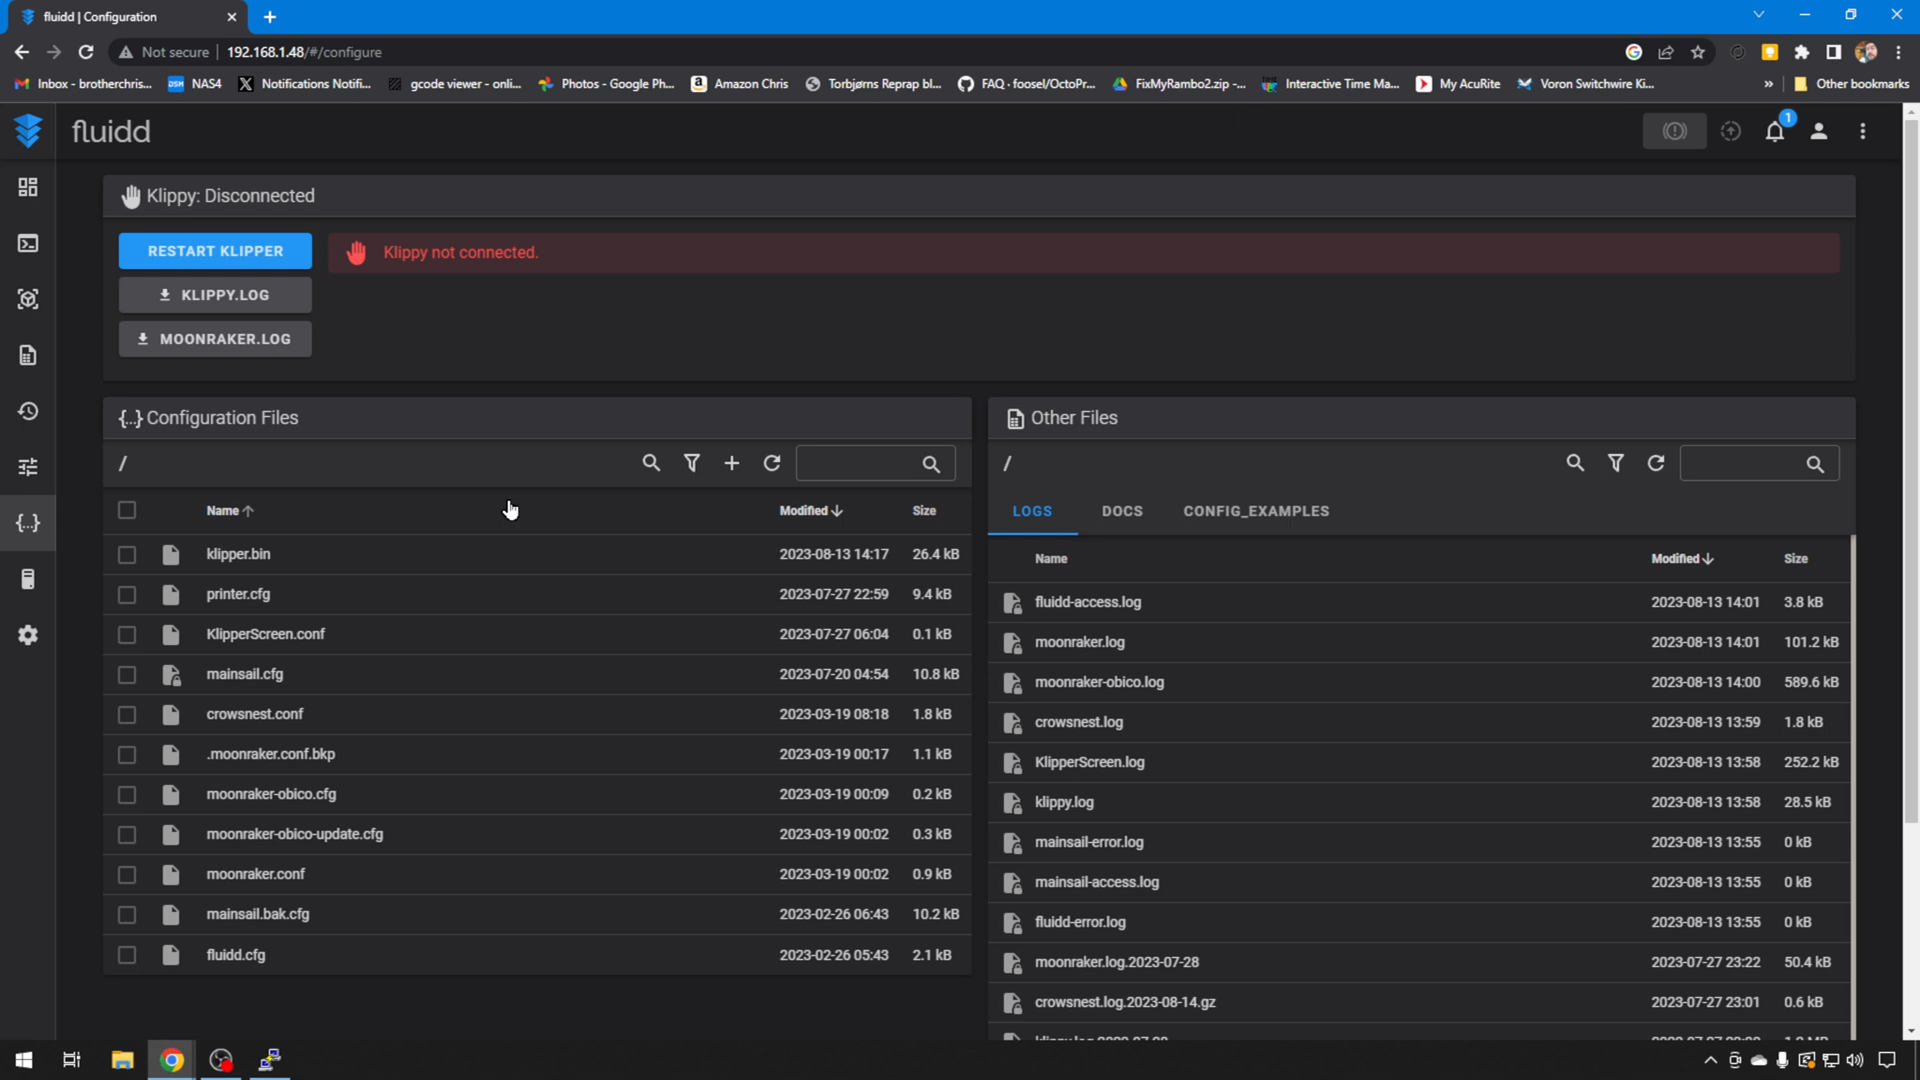 fluidd | Configuration
Not secure
192.168.1.48/#/configure
Inbox - brotherchris...
DSM
NAS4
Notifications Notifi...
gcode viewer - onli...
Photos - Google Ph...
Amazon Chris
Torbjørns Reprap bl...
FAQ · foosel/OctoPr...
FixMyRambo2.zip -...
Interactive Time Ma...
My AcuRite
Voron Switchwire Ki...
»
Other bookmarks
fluidd
1
Klippy: Disconnected
RESTART KLIPPER
Klippy not connected.
KLIPPY.LOG
MOONRAKER.LOG
{...} Configuration Files
/
Name Modified Size
klipper.bin 2023-08-13 14:17 26.4 kB
printer.cfg 2023-07-27 22:59 9.4 kB
KlipperScreen.conf 2023-07-27 06:04 0.1 kB
mainsail.cfg 2023-07-20 04:54 10.8 kB
crowsnest.conf 2023-03-19 08:18 1.8 kB
.moonraker.conf.bkp 2023-03-19 00:17 1.1 kB
moonraker-obico.cfg 2023-03-19 00:09 0.2 kB
moonraker-obico-update.cfg 2023-03-19 00:02 0.3 kB
moonraker.conf 2023-03-19 00:02 0.9 kB
mainsail.bak.cfg 2023-02-26 06:43 10.2 kB
fluidd.cfg 2023-02-26 05:43 2.1 kB
Other Files
/
LOGS DOCS CONFIG_EXAMPLES
Name Modified Size
fluidd-access.log 2023-08-13 14:01 3.8 kB
moonraker.log 2023-08-13 14:01 101.2 kB
moonraker-obico.log 2023-08-13 14:00 589.6 kB
crowsnest.log 2023-08-13 13:59 1.8 kB
KlipperScreen.log 2023-08-13 13:58 252.2 kB
klippy.log 2023-08-13 13:58 28.5 kB
mainsail-error.log 2023-08-13 13:55 0 kB
mainsail-access.log 2023-08-13 13:55 0 kB
fluidd-error.log 2023-08-13 13:55 0 kB
moonraker.log.2023-07-28 2023-07-27 23:22 50.4 kB
crowsnest.log.2023-08-14.gz 2023-07-27 23:01 0.6 kB